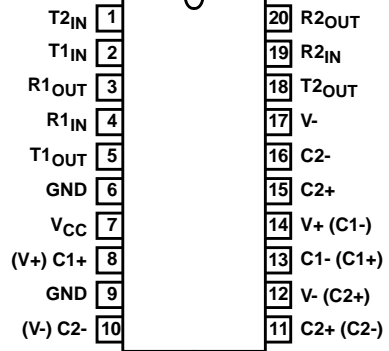 T2IN 1 20 R2OUT
T1IN 2 19 R2IN
R1OUT 3 18 T2OUT
R1IN 4 17 V-
T1OUT 5 16 C2-
GND 6 15 C2+
VCC 7 14 V+ (C1-)
(V+) C1+ 8 13 C1- (C1+)
GND 9 12 V- (C2+)
(V-) C2- 10 11 C2+ (C2-)